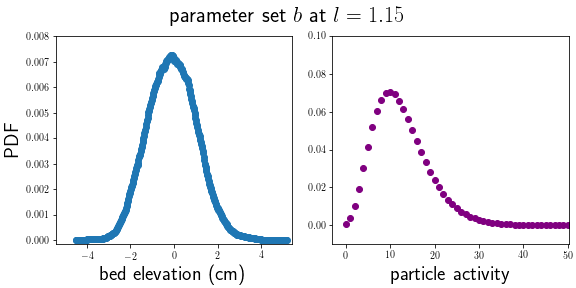 parameter set b at l = 1.15
PDF
0.008
0.007
0.006
0.005
0.004
0.003
0.002
0.001
0.000
−4 −2 0 2 4
bed elevation (cm)
0.10
0.08
0.06
0.04
0.02
0.00
0 10 20 30 40 50
particle activity